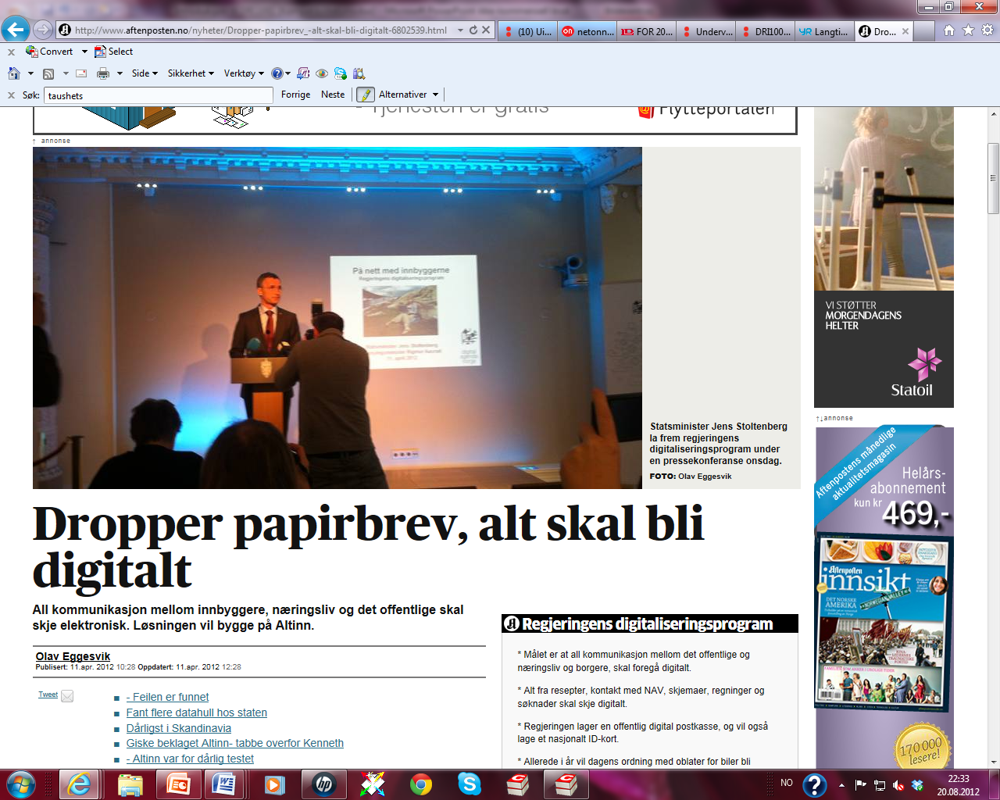 http://www.aftenposten.no/nyheter/Dropper-papirbrev_-alt-skal-bli-digitalt-6802539.html
(10) Ui...
netonn...
FOR 20...
Underv...
DRI100...
Langti...
Dro...
x Convert Select
Side Sikkerhet Verktøy
x Søk: taushets Forrige Neste Alternativer
- Tjenesten er gratis
Flytteportalen
↑ annonse
På nett med innbyggerne
Regjeringens digitaliseringsprogram
Statsminister Jens Stoltenberg
11. april 2012
Statsminister Jens Stoltenberg
la frem regjeringens
digitaliseringsprogram under
en pressekonferanse onsdag.
FOTO: Olav Eggesvik
VI STØTTER
MORGENDAGENS
HELTER
Statoil
↑↓annonse
Aftenpostens månedlige
aktualitetsmagasin
Helårs-
abonnement
kun kr 469,-
Aftenposten
innsikt
DET NORSKE
AMERIKA
170 000
lesere!
Dropper papirbrev, alt skal bli
digitalt
All kommunikasjon mellom innbyggere, næringsliv og det offentlige skal
skje elektronisk. Løsningen vil bygge på Altinn.
Olav Eggesvik
Publisert: 11.apr. 2012 10:28 Oppdatert: 11.apr. 2012 12:28
Tweet
- Feilen er funnet
Fant flere datahull hos staten
Dårligst i Skandinavia
Giske beklaget Altinn- tabbe overfor Kenneth
- Altinn var for dårlig testet
Regjeringens digitaliseringsprogram
* Målet er at all kommunikasjon mellom det offentlige og
næringsliv og borgere, skal foregå digitalt.
* Alt fra resepter, kontakt med NAV, skjemaer, regninger og
søknader skal skje digitalt.
* Regjeringen lager en offentlig digital postkasse, og vil også
lage et nasjonalt ID-kort.
* Allerede i år vil dagens ordning med oblater for biler bli
NO
22:33
20.08.2012